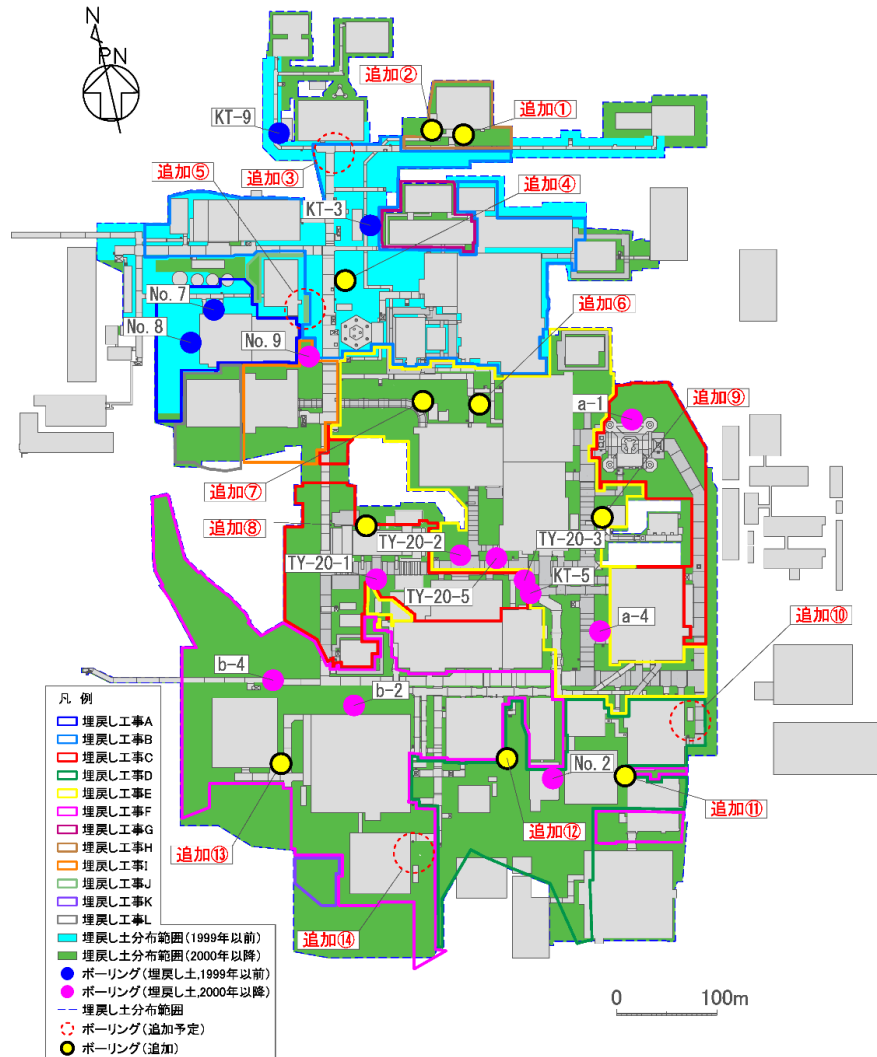 N
PN
追加②
追加①
KT-9
追加③
追加⑤
追加④
KT-3
No.7
No.8
No.9
追加⑥
追加⑨
a-1
追加⑦
追加⑧
TY-20-2
TY-20-3
TY-20-1
KT-5
TY-20-5
a-4
追加⑩
b-4
b-2
No.2
追加⑪
追加⑫
追加⑬
追加⑭
凡 例
埋戻し工事A
埋戻し工事B
埋戻し工事C
埋戻し工事D
埋戻し工事E
埋戻し工事F
埋戻し工事G
埋戻し工事H
埋戻し工事I
埋戻し工事J
埋戻し工事K
埋戻し工事L
埋戻し土分布範囲(1999年以前)
埋戻し土分布範囲(2000年以降)
ボーリング(埋戻し土,1999年以前)
ボーリング(埋戻し土,2000年以降)
埋戻し土分布範囲
ボーリング(追加予定)
ボーリング(追加)
0 100m